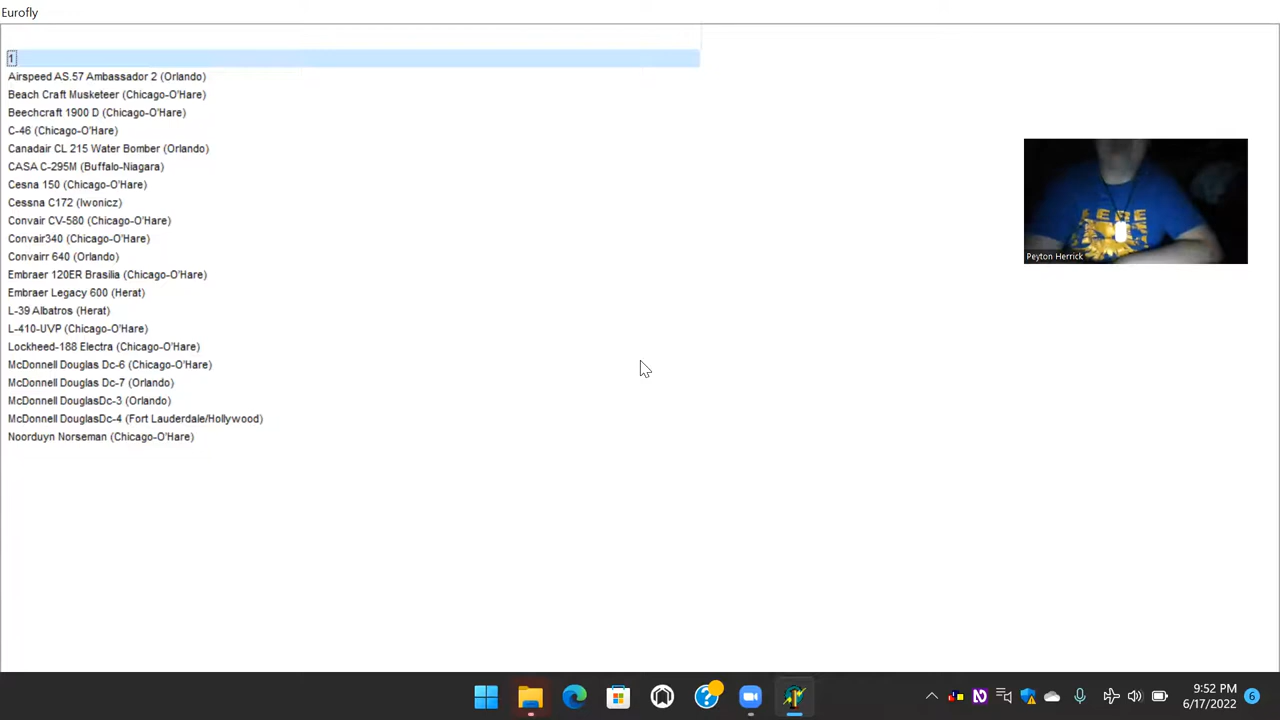 Eurofly
1
Airspeed AS.57 Ambassador 2 (Orlando)
Beach Craft Musketeer (Chicago-O'Hare)
Beechcraft 1900 D (Chicago-O'Hare)
C-46 (Chicago-O'Hare)
Canadair CL 215 Water Bomber (Orlando)
CASA C-295M (Buffalo-Niagara)
Cesna 150 (Chicago-O'Hare)
Cessna C172 (Iwonicz)
Convair CV-580 (Chicago-O'Hare)
Convair340 (Chicago-O'Hare)
Convairr 640 (Orlando)
Embraer 120ER Brasilia (Chicago-O'Hare)
Embraer Legacy 600 (Herat)
L-39 Albatros (Herat)
L-410-UVP (Chicago-O'Hare)
Lockheed-188 Electra (Chicago-O'Hare)
McDonnell Douglas Dc-6 (Chicago-O'Hare)
McDonnell Douglas Dc-7 (Orlando)
McDonnell DouglasDc-3 (Orlando)
McDonnell DouglasDc-4 (Fort Lauderdale/Hollywood)
Noorduyn Norseman (Chicago-O'Hare)
Peyton Herrick
9:52 PM
6/17/2022
6